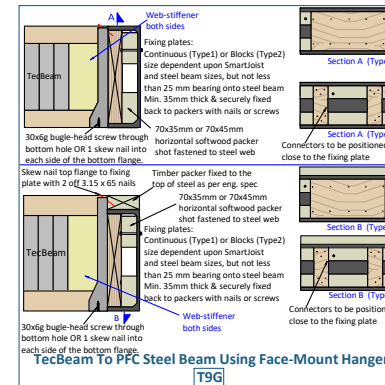 A
Web-stiffener
both sides
Fixing plates:
Continuous (Type1) or Blocks (Type2)
size dependent upon SmartJoist
and steel beam sizes, but not less
than 25 mm bearing onto steel beam
Min. 35mm thick & securely fixed
back to packers with nails or screws
TecBeam
70x35mm or 70x45mm
horizontal softwood packer
shot fastened to steel web
30x6g bugle-head screw through
bottom hole OR 1 skew nail into
each side of the bottom flange.
Section A (Type
Section A (Type
Connectors to be positioned
close to the fixing plate
Skew nail top flange to fixing
plate with 2 off 3.15 x 65 nails
Timber packer fixed to the
top of steel as per eng. spec
70x35mm or 70x45mm
horizontal softwood packer
shot fastened to steel web
Fixing plates:
Continuous (Type1) or Blocks (Type2)
size dependent upon SmartJoist
and steel beam sizes, but not less
than 25 mm bearing onto steel beam
Min. 35mm thick & securely fixed
back to packers with nails or screws
TecBeam
Web-stiffener
both sides
B
30x6g bugle-head screw through
bottom hole OR 1 skew nail into
each side of the bottom flange.
Section B (Type
Section B (Type
Connectors to be position
close to the fixing plate
TecBeam To PFC Steel Beam Using Face-Mount Hanger
T9G